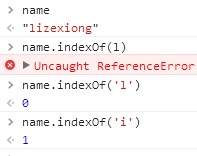 > name
"lizexiong"
> name.indexOf(l)
Uncaught ReferenceError
> name.indexOf('l')
0
> name.indexOf('i')
1